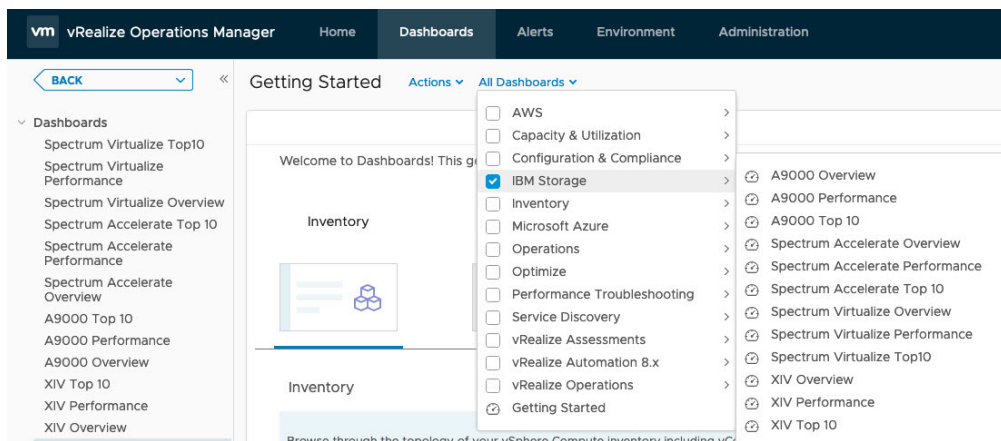 vm vRealize Operations Manager Home Dashboards Alerts Environment Administration
BACK
«
Getting Started Actions All Dashboards
Dashboards
Spectrum Virtualize Top10
Spectrum Virtualize
Performance
Spectrum Virtualize Overview
Spectrum Accelerate Top 10
Spectrum Accelerate
Performance
Spectrum Accelerate
Overview
A9000 Top 10
A9000 Performance
A9000 Overview
XIV Top 10
XIV Performance
XIV Overview
Welcome to Dashboards! This g
Inventory
Inventory
Browse through the topology of your vSphere Compute inventory including vC
AWS
Capacity & Utilization
Configuration & Compliance
IBM Storage
Inventory
Microsoft Azure
Operations
Optimize
Performance Troubleshooting
Service Discovery
vRealize Assessments
vRealize Automation 8.x
vRealize Operations
Getting Started
A9000 Overview
A9000 Performance
A9000 Top 10
Spectrum Accelerate Overview
Spectrum Accelerate Performance
Spectrum Accelerate Top 10
Spectrum Virtualize Overview
Spectrum Virtualize Performance
Spectrum Virtualize Top10
XIV Overview
XIV Performance
XIV Top 10